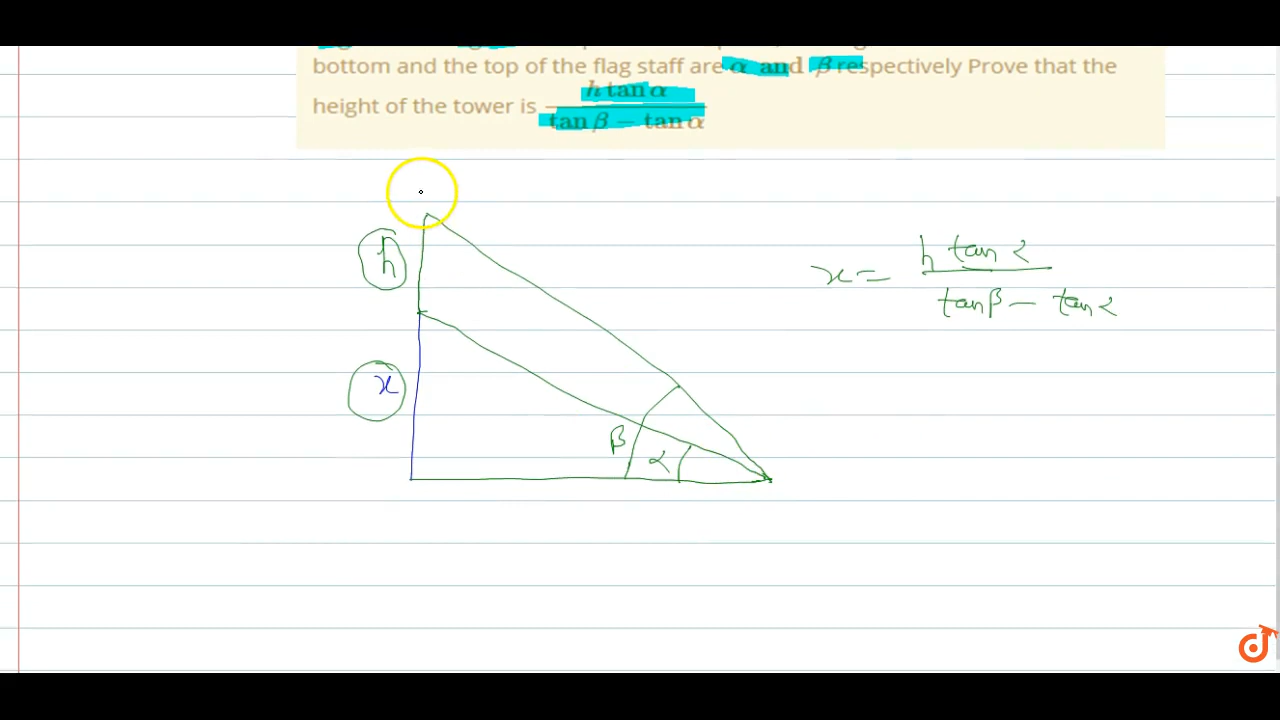 bottom and the top of the flag staff are α and β respectively Prove that the
height of the tower is h tan α / tan β − tan α
h
x
β
α
x = h tan α / tan β − tan α